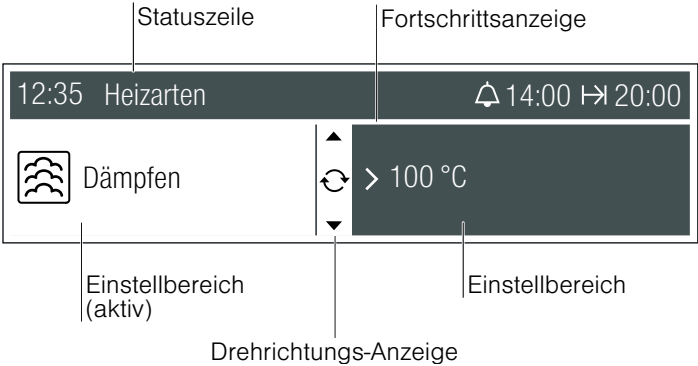 Statuszeile
Fortschrittsanzeige
12:35 Heizarten 14:00 20:00
Dämpfen
> 100 °C
Einstellbereich
(aktiv)
Einstellbereich
Drehrichtungs-Anzeige